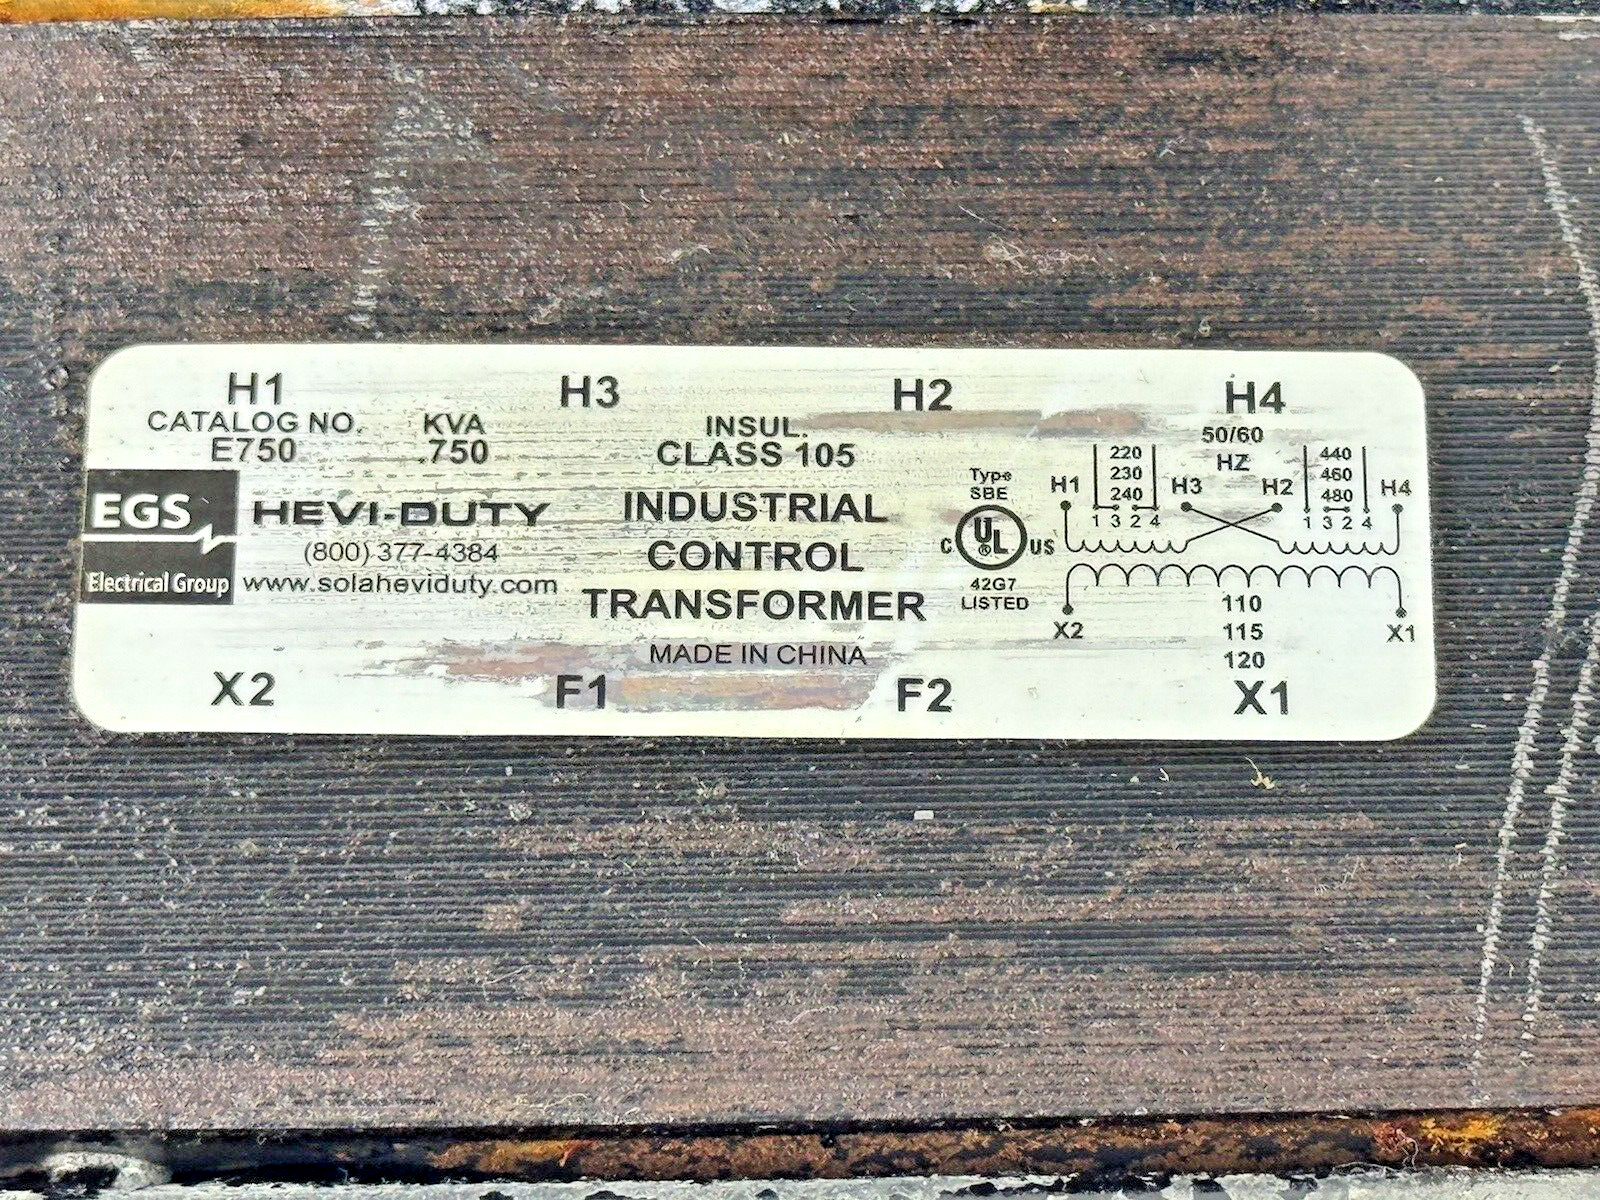 H1 H3 H2 H4
CATALOG NO. KVA INSUL.
E750 .750 CLASS 105
EGS
Electrical Group
HEVI-DUTY
(800) 377-4384
www.solaheviduty.com
INDUSTRIAL
CONTROL
TRANSFORMER
MADE IN CHINA
Type
SBE
C UL ® US
42G7
LISTED
50/60
HZ
220 440
230 460
240 480
H1 H3 H2 H4
1 3 2 4 1 3 2 4
X2 X1
110
115
120
X2 F1 F2 X1